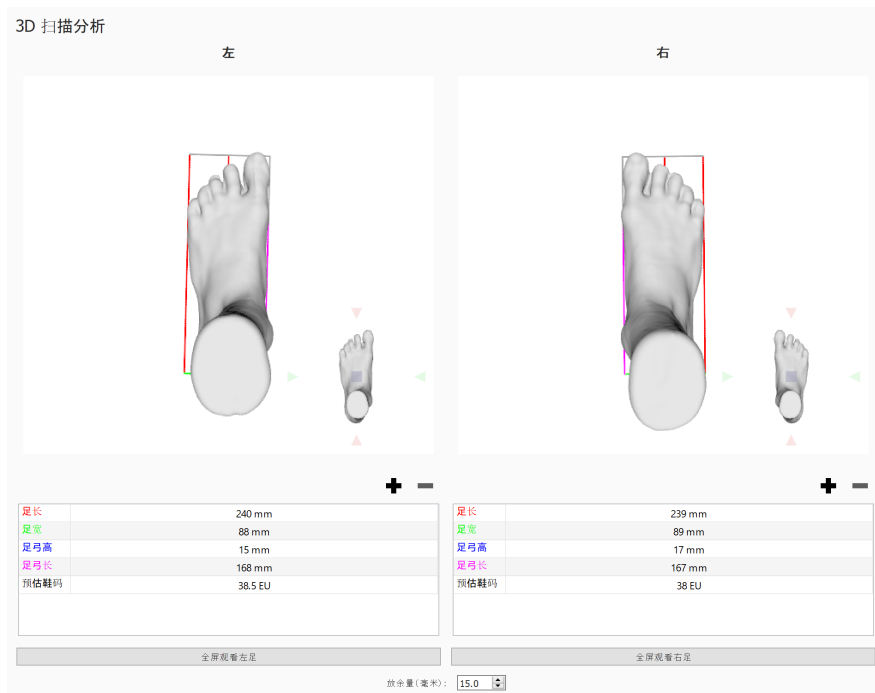 3D 扫描分析
左 右
足长 240 mm
足宽 88 mm
足弓高 15 mm
足弓长 168 mm
预估鞋码 38.5 EU
足长 239 mm
足宽 89 mm
足弓高 17 mm
足弓长 167 mm
预估鞋码 38 EU
全屏观看左足 全屏观看右足
放余量(毫米): 15.0